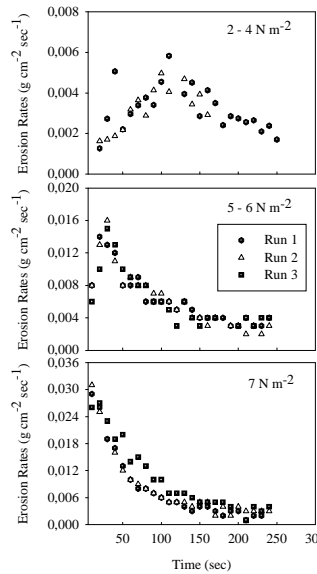 0,008
0,006
0,004
0,002
0,000
Erosion Rates (g cm-2 sec-1)
2 - 4 N m-2
0,020
0,016
0,012
0,008
0,004
0,000
Erosion Rates (g cm-2 sec-1)
5 - 6 N m-2
Run 1
Run 2
Run 3
0,036
0,030
0,024
0,018
0,012
0,006
0,000
Erosion Rates (g cm-2 sec-1)
7 N m-2
50 100 150 200 250 300
Time (sec)